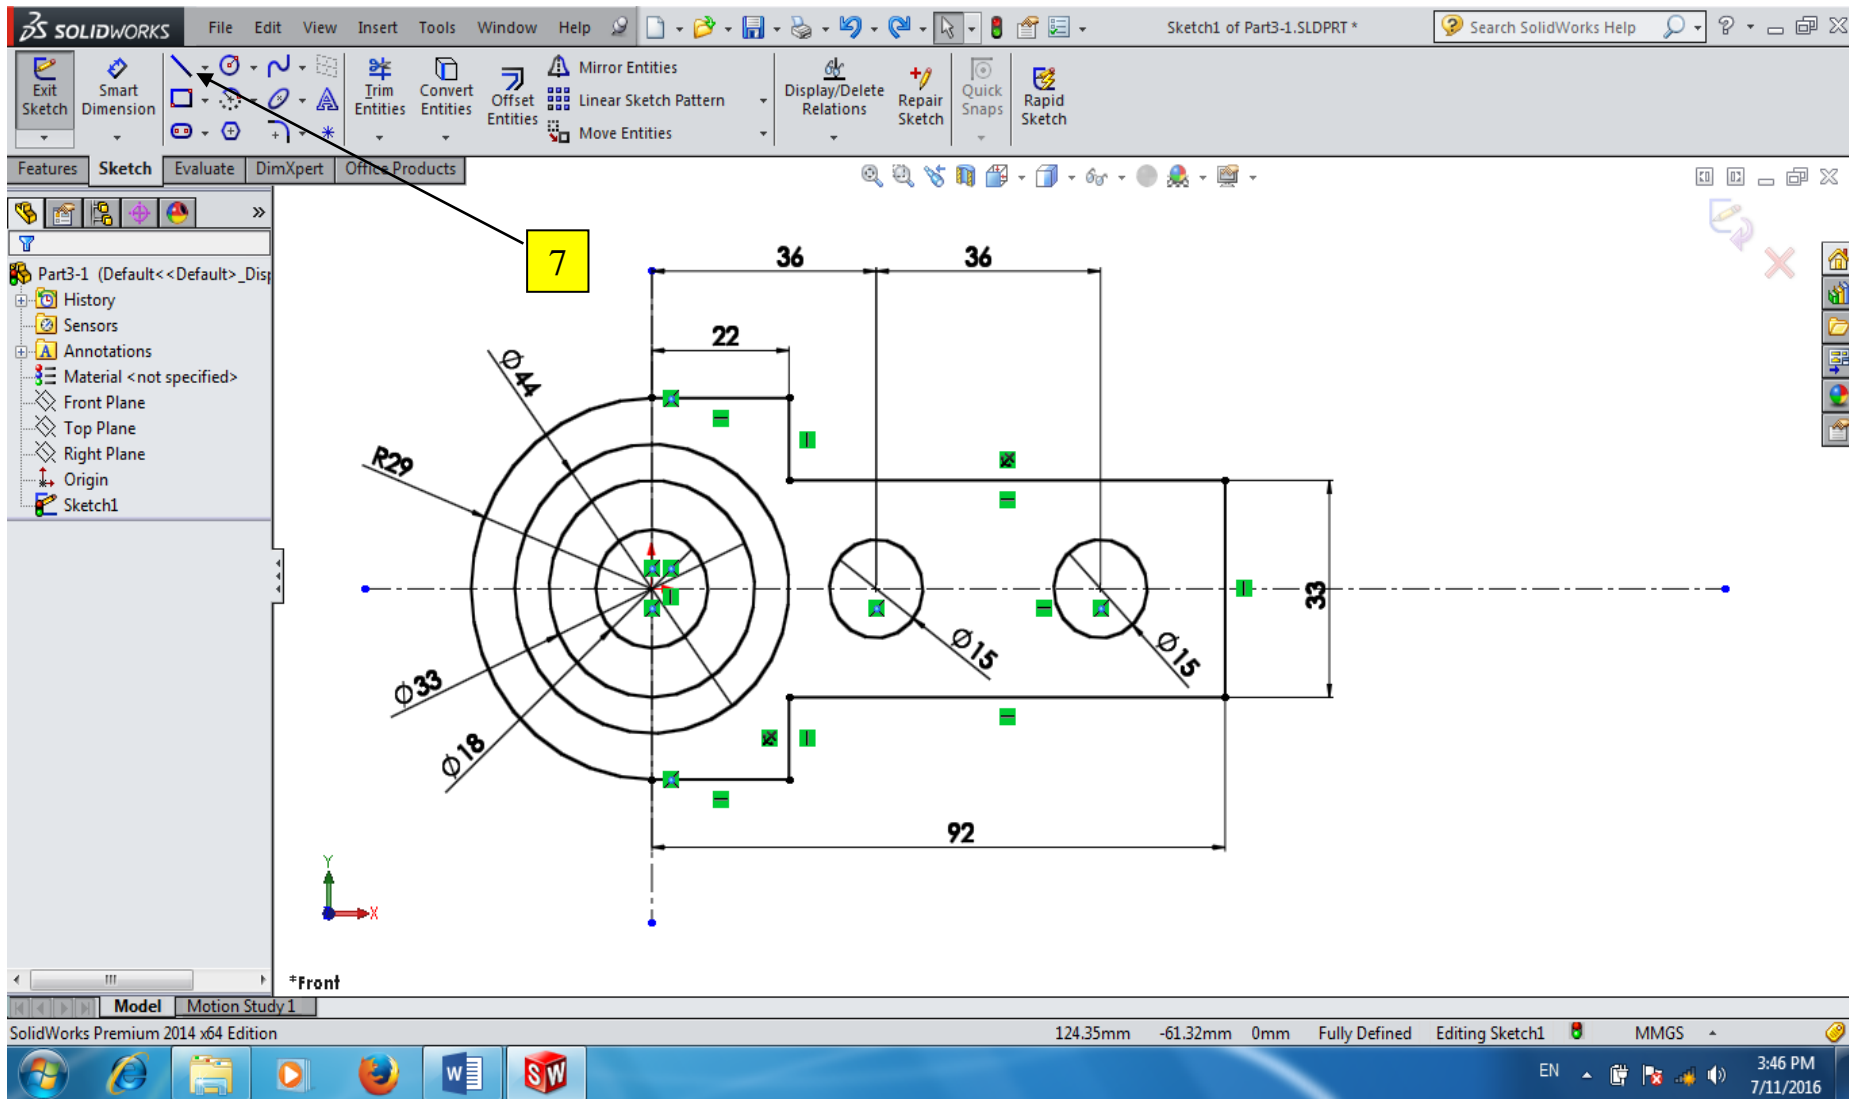 SOLIDWORKS File Edit View Insert Tools Window Help Sketch1 of Part3-1.SLDPRT * Search SolidWorks Help ?
Exit Sketch
Smart Dimension
Trim Entities
Convert Entities
Offset Entities
Mirror Entities
Linear Sketch Pattern
Move Entities
Display/Delete Relations
Repair Sketch
Quick Snaps
Rapid Sketch
Features Sketch Evaluate DimXpert Office Products
7
Part3-1 (Default<<Default>_Disp
History
Sensors
Annotations
Material <not specified>
Front Plane
Top Plane
Right Plane
Origin
Sketch1
36 36
22
Ø44
R29
33
Ø15 Ø15
Ø33
Ø18
92
Y
X
*Front
Model Motion Study 1
SolidWorks Premium 2014 x64 Edition 124.35mm -61.32mm 0mm Fully Defined Editing Sketch1 MMGS
EN 3:46 PM
7/11/2016